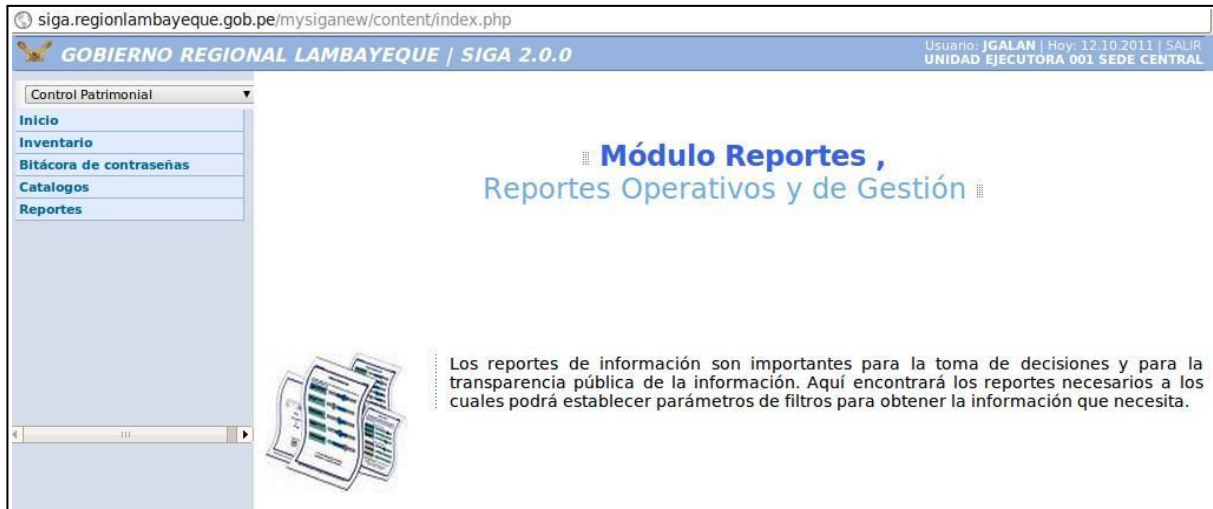 siga.regionlambayeque.gob.pe/mysiganew/content/index.php
GOBIERNO REGIONAL LAMBAYEQUE | SIGA 2.0.0
Usuario: JGALAN | Hoy: 12.10.2011 | SALIR
UNIDAD EJECUTORA 001 SEDE CENTRAL
Control Patrimonial
Inicio
Inventario
Bitácora de contraseñas
Catalogos
Reportes
Módulo Reportes ,
Reportes Operativos y de Gestión
Los reportes de información son importantes para la toma de decisiones y para la
transparencia pública de la información. Aquí encontrará los reportes necesarios a los
cuales podrá establecer parámetros de filtros para obtener la información que necesita.